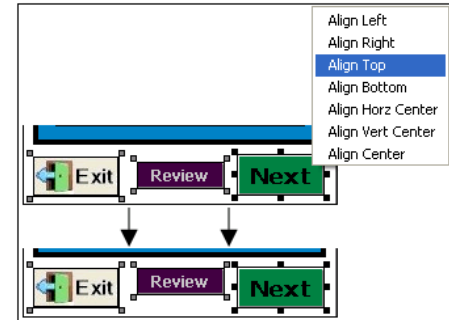 Align Left
Align Right
Align Top
Align Bottom
Align Horz Center
Align Vert Center
Align Center
Exit Review Next
Exit Review Next